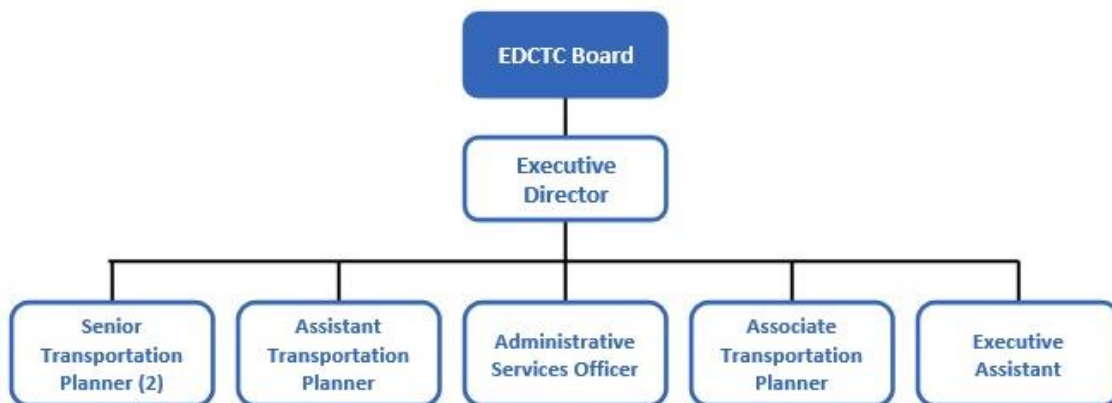 EDCTC Board
Executive
Director
Senior
Transportation
Planner (2)
Assistant
Transportation
Planner
Administrative
Services Officer
Associate
Transportation
Planner
Executive
Assistant